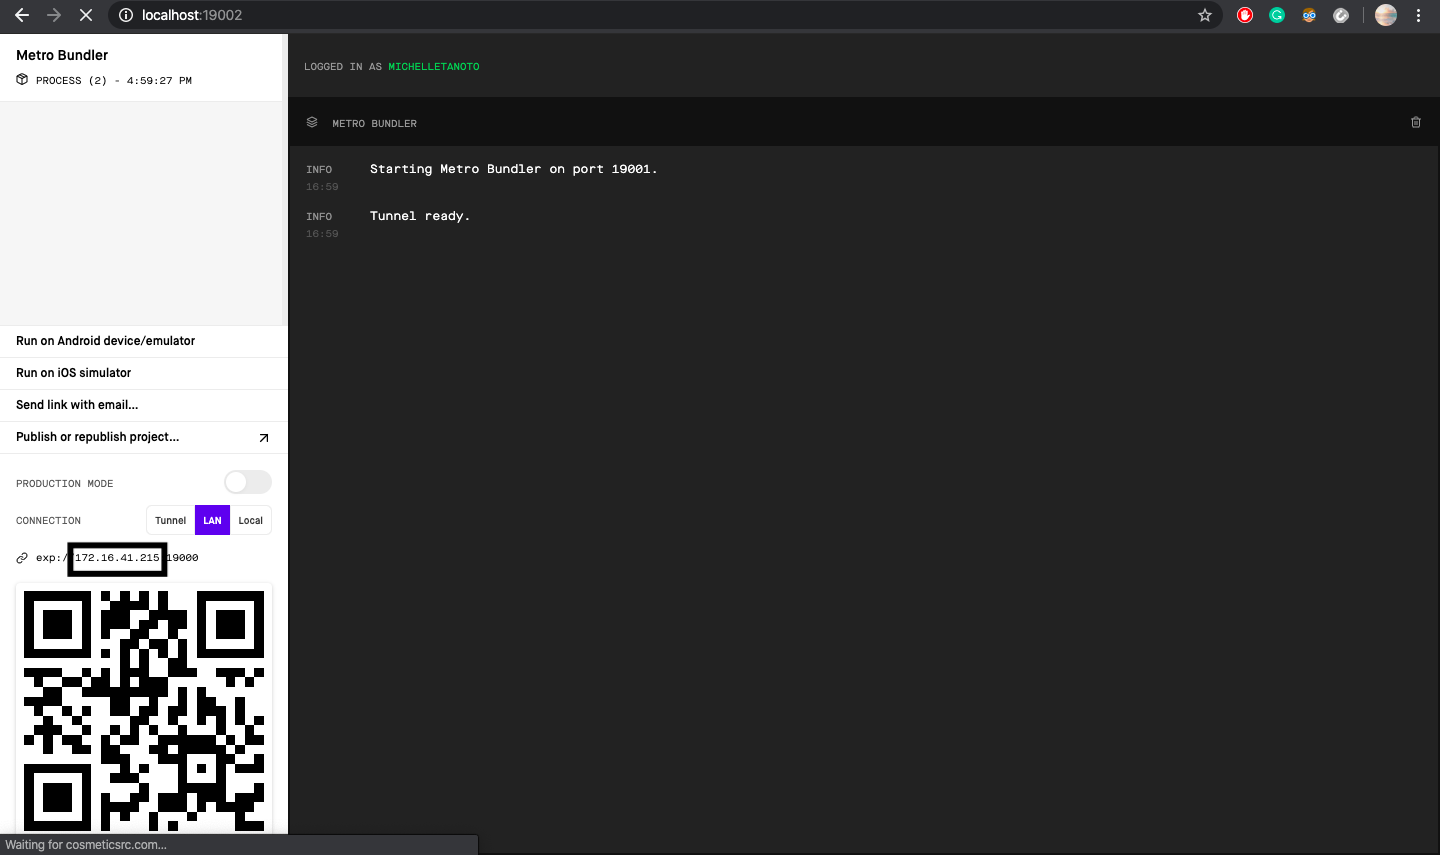 localhost:19002
Metro Bundler
PROCESS (2) - 4:59:27 PM
LOGGED IN AS MICHELLETANOTO
METRO BUNDLER
INFO Starting Metro Bundler on port 19001.
16:59
INFO Tunnel ready.
16:59
Run on Android device/emulator
Run on iOS simulator
Send link with email...
Publish or republish project...
PRODUCTION MODE
CONNECTION Tunnel LAN Local
exp:/172.16.41.215 19000
Waiting for cosmeticsrc.com...